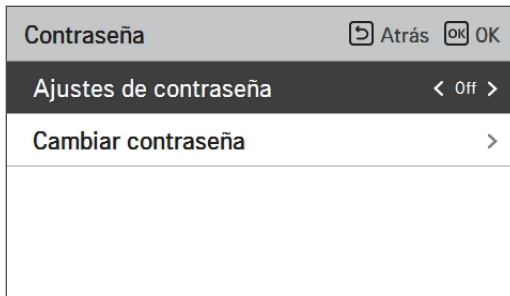 Contraseña Atrás OK OK
Ajustes de contraseña < Off >
Cambiar contraseña >